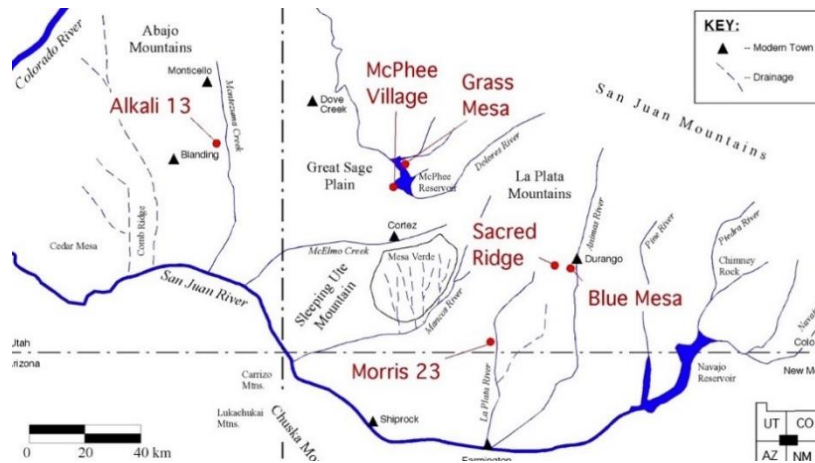 Colorado River
Abajo
Mountains
Monticello
Montezuma Creek
Alkali 13
Blanding
Cedar Mesa
Comb Ridge
San Juan River
McElmo Creek
Dove
Creek
McPhee
Village
Grass
Mesa
Great Sage
Plain
McPhee
Reservoir
Dolores River
San Juan Mountains
La Plata
Mountains
KEY:
-- Modern Town
-- Drainage
Cortez
Mesa Verde
Sleeping Ute
Mountain
Mancos River
Sacred
Ridge
Animas River
Durango
Blue Mesa
Pine River
Piedra River
Chimney
Rock
Morris 23
La Plata River
Utah
Carrizo
Mtns.
Lukachukai
Mtns.
Chuska
Shiprock
Navajo
Reservoir
New
0 20 40 km
UT CO
AZ NM